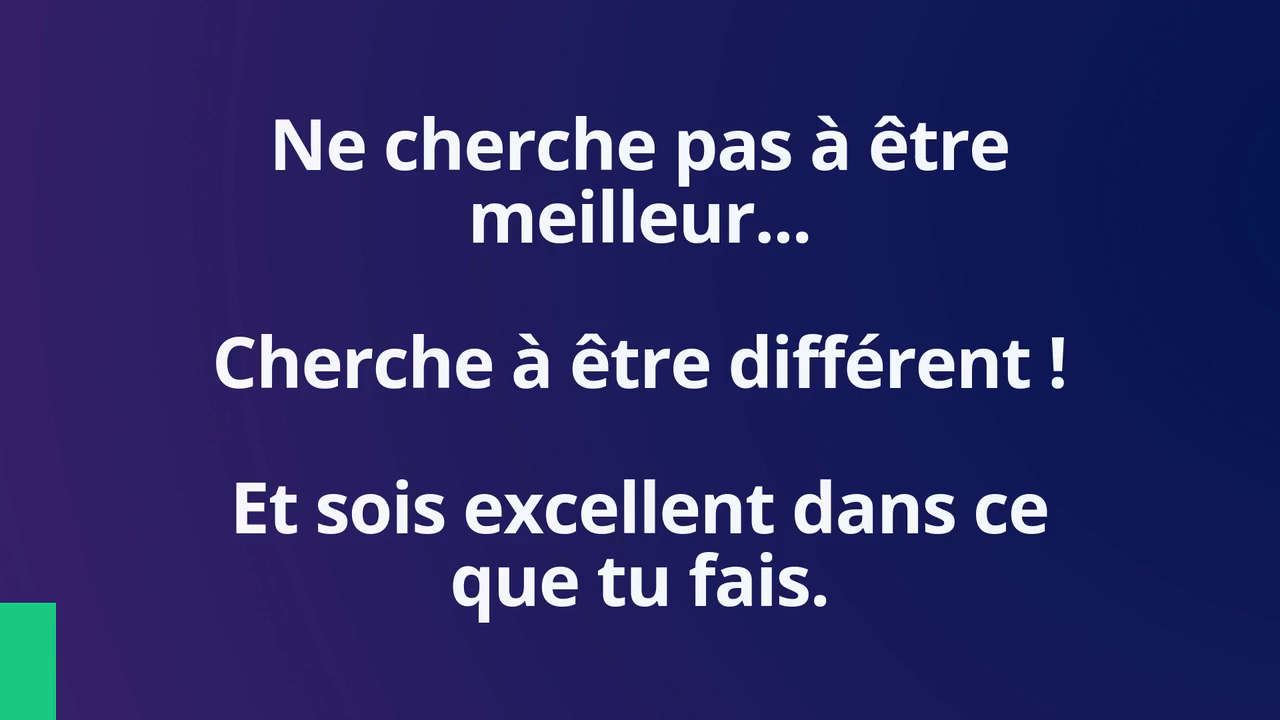 Ne cherche pas à être
meilleur...
Cherche à être différent !
Et sois excellent dans ce
que tu fais.